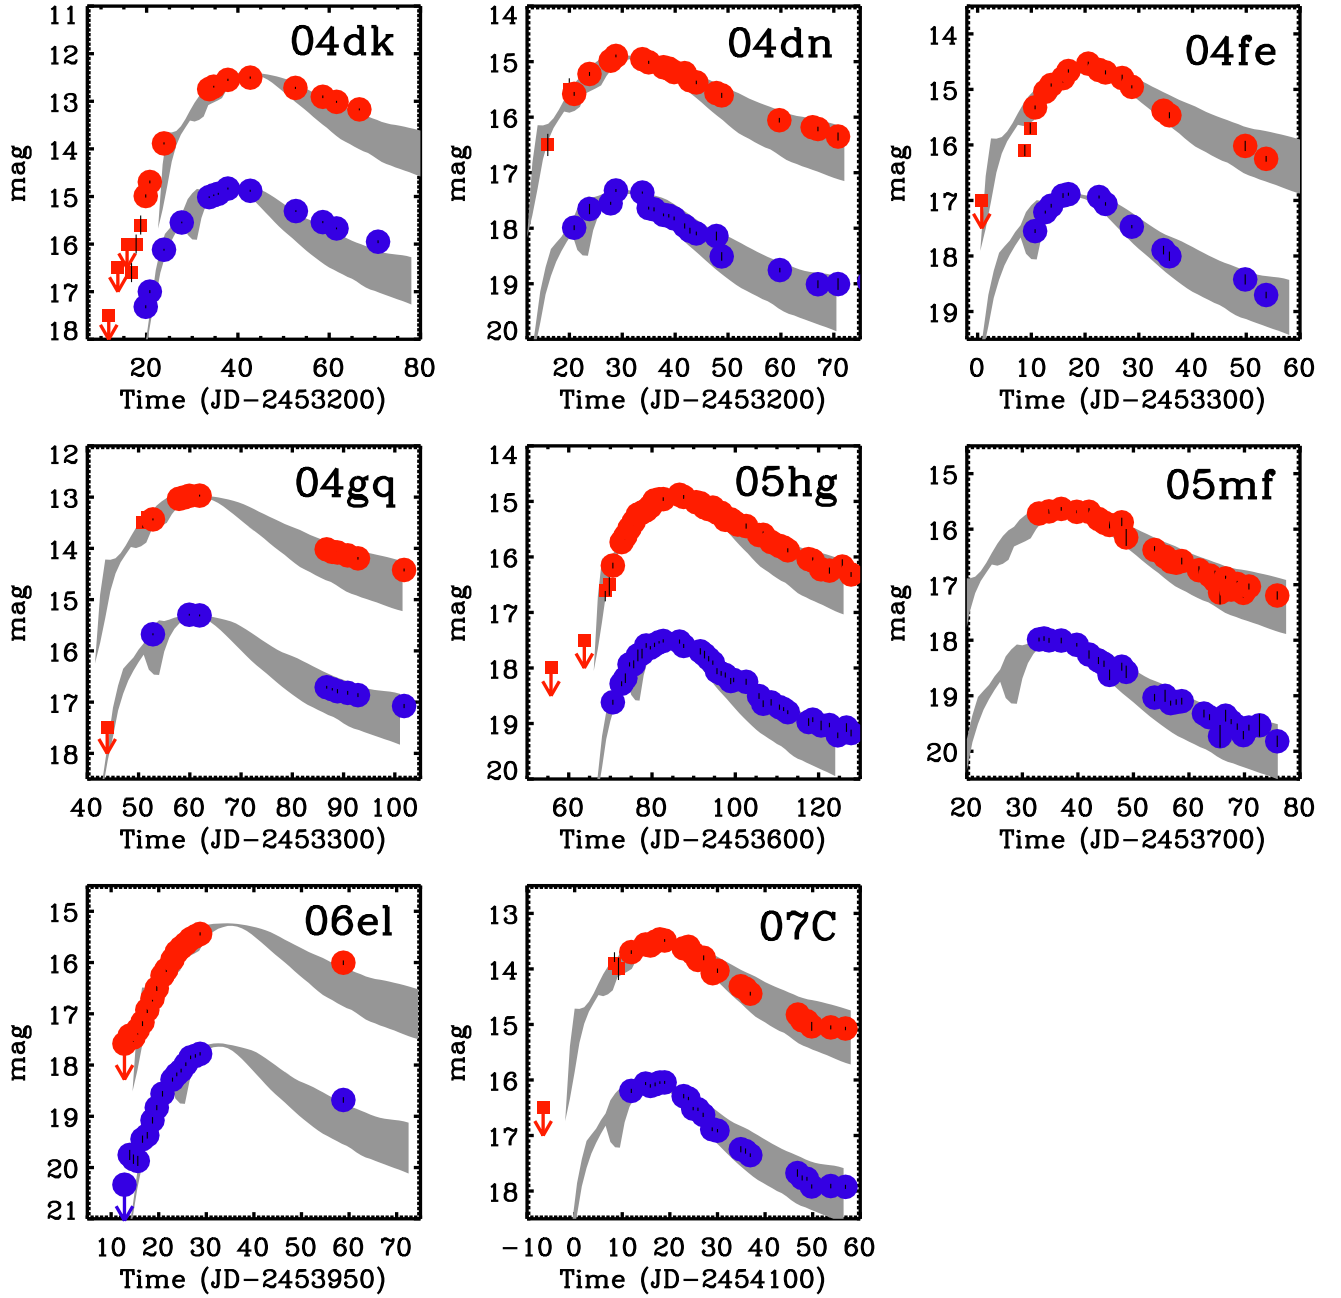 04dk
11
12
13
14
15
16
17
18
mag
20 40 60 80
Time (JD−2453200)
04dn
14
15
16
17
18
19
20
mag
20 30 40 50 60 70
Time (JD−2453200)
04fe
14
15
16
17
18
19
mag
0 10 20 30 40 50 60
Time (JD−2453300)
04gq
12
13
14
15
16
17
18
mag
40 50 60 70 80 90 100
Time (JD−2453300)
05hg
14
15
16
17
18
19
20
mag
60 80 100 120
Time (JD−2453600)
05mf
15
16
17
18
19
20
mag
20 30 40 50 60 70 80
Time (JD−2453700)
06el
15
16
17
18
19
20
21
mag
10 20 30 40 50 60 70
Time (JD−2453950)
07C
13
14
15
16
17
18
mag
−10 0 10 20 30 40 50 60
Time (JD−2454100)